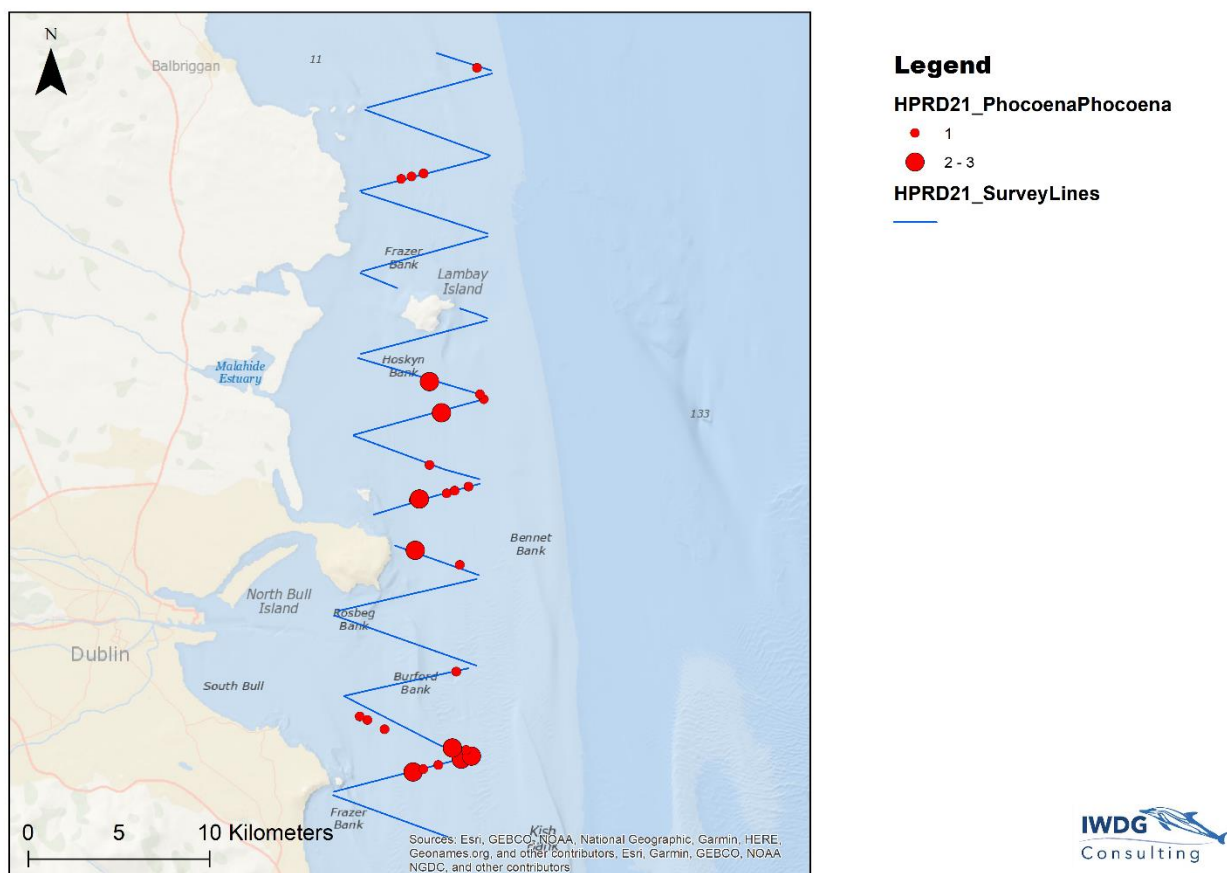 N
Balbriggan
11
Frazer
Bank
Lambay
Island
Malahide
Estuary
Hoskyn
Bank
133
Bennet
Bank
North Bull
Island
Rosbeg
Bank
Dublin
South Bull
Burford
Bank
Frazer
Bank
Kish
Bank
0 5 10 Kilometers
Sources: Esri, GEBCO, NOAA, National Geographic, Garmin, HERE,
Geonames.org, and other contributors, Esri, Garmin, GEBCO, NOAA
NGDC, and other contributors
Legend
HPRD21_PhocoenaPhocoena
1
2 - 3
HPRD21_SurveyLines
IWDG
Consulting